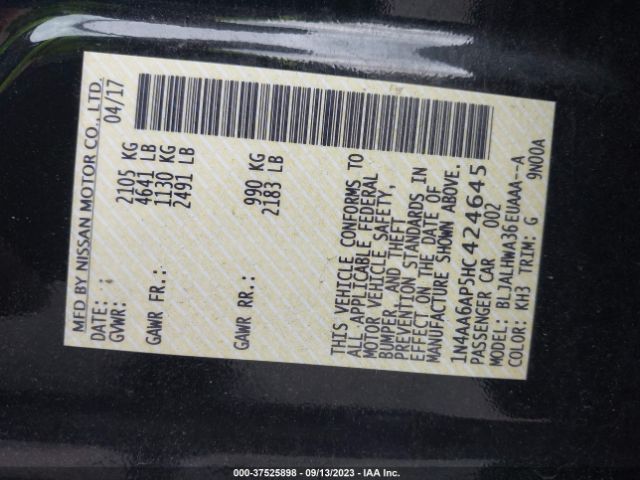 MFD BY NISSAN MOTOR CO., LTD.
DATE: 04/17
GVWR: 2105 KG
4641 LB
GAWR FR.: 1130 KG
2491 LB
GAWR RR.: 990 KG
2183 LB
THIS VEHICLE CONFORMS TO
ALL APPLICABLE FEDERAL
MOTOR VEHICLE SAFETY,
BUMPER, AND THEFT
PREVENTION STANDARDS IN
EFFECT ON THE DATE OF
MANUFACTURE SHOWN ABOVE.
1N4AA6AP5HC424645
PASSENGER CAR 002
MODEL: BLJALHWA36EUAAA--A
COLOR: KH3 TRIM: G 9N00A
000-37525898 - 09/13/2023 - IAA Inc.